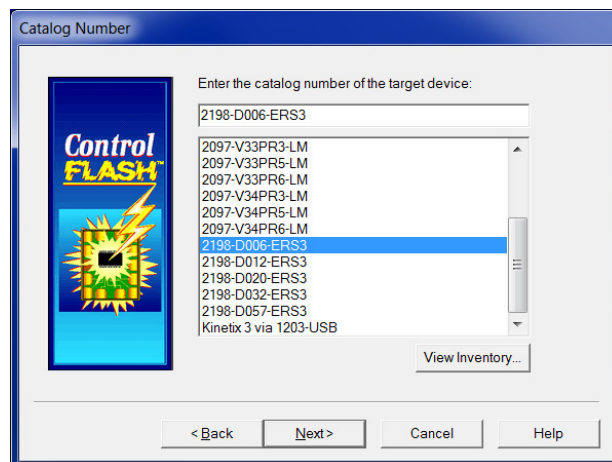 Catalog Number
Enter the catalog number of the target device:
2198-D006-ERS3
Control
FLASH™
2097-V33PR3-LM
2097-V33PR5-LM
2097-V33PR6-LM
2097-V34PR3-LM
2097-V34PR5-LM
2097-V34PR6-LM
2198-D006-ERS3
2198-D012-ERS3
2198-D020-ERS3
2198-D032-ERS3
2198-D057-ERS3
Kinetix 3 via 1203-USB
View Inventory...
< Back
Next >
Cancel
Help